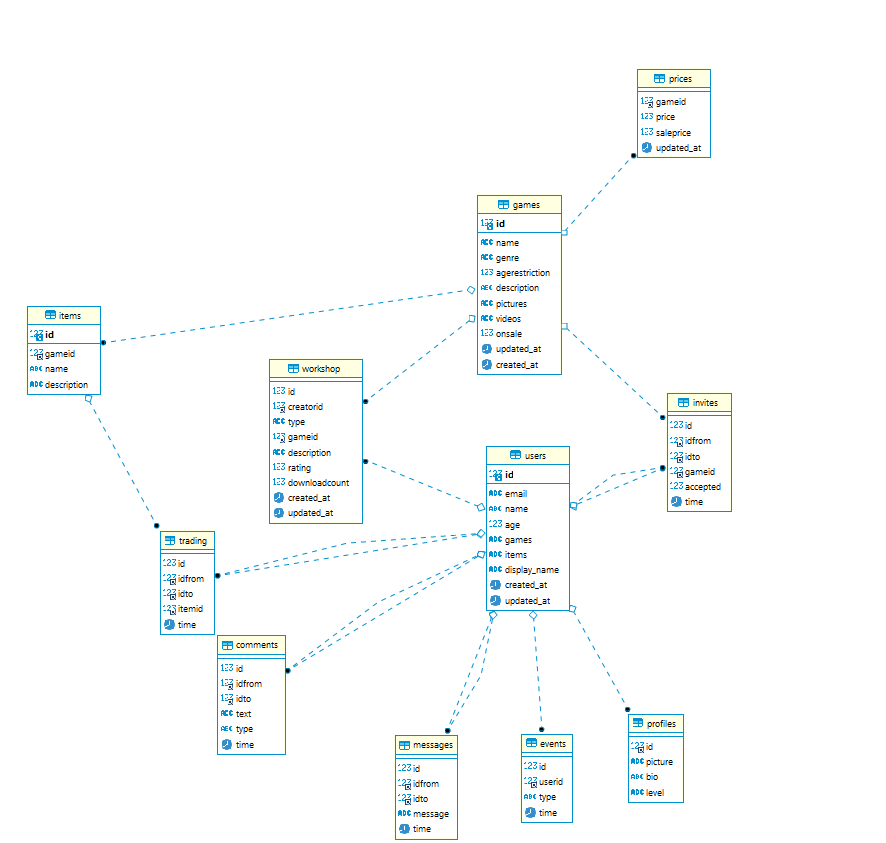 prices
123 gameid
123 price
123 saleprice
updated_at
games
123 id
ABC name
ABC genre
123 agerestriction
ABC description
ABC pictures
ABC videos
123 onsale
updated_at
created_at
items
123 id
123 gameid
ABC name
ABC description
workshop
123 id
123 creatorid
ABC type
123 gameid
ABC description
123 rating
123 downloadcount
created_at
updated_at
invites
123 id
123 idfrom
123 idto
123 gameid
123 accepted
time
users
123 id
ABC email
ABC name
123 age
ABC games
ABC items
ABC display_name
created_at
updated_at
trading
123 id
123 idfrom
123 idto
123 itemid
time
comments
123 id
123 idfrom
123 idto
ABC text
ABC type
time
messages
123 id
123 idfrom
123 idto
ABC message
time
events
123 id
123 userid
ABC type
time
profiles
123 id
ABC picture
ABC bio
ABC level